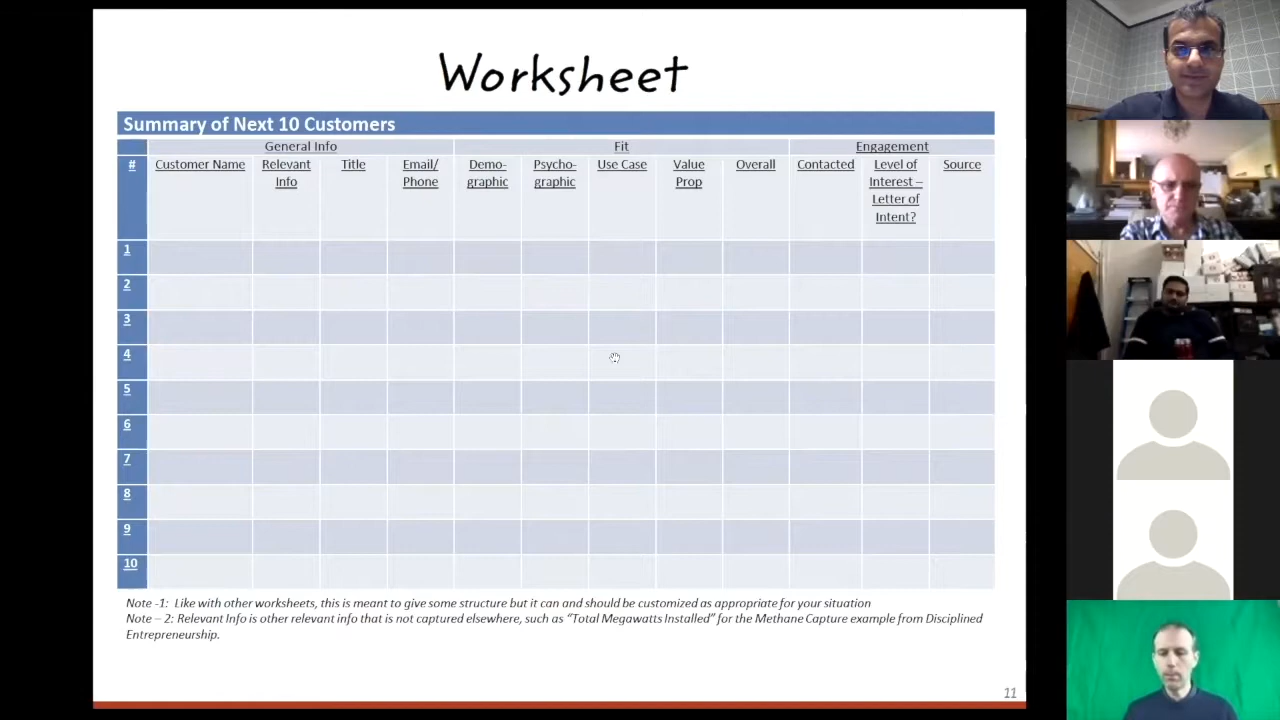 Worksheet
Summary of Next 10 Customers
General Info Fit Engagement
# Customer Name Relevant Info Title Email/ Phone Demo- graphic Psycho- graphic Use Case Value Prop Overall Contacted Level of Interest – Letter of Intent? Source
1
2
3
4
5
6
7
8
9
10
Note -1: Like with other worksheets, this is meant to give some structure but it can and should be customized as appropriate for your situation
Note – 2: Relevant Info is other relevant info that is not captured elsewhere, such as “Total Megawatts Installed” for the Methane Capture example from Disciplined
Entrepreneurship.
11